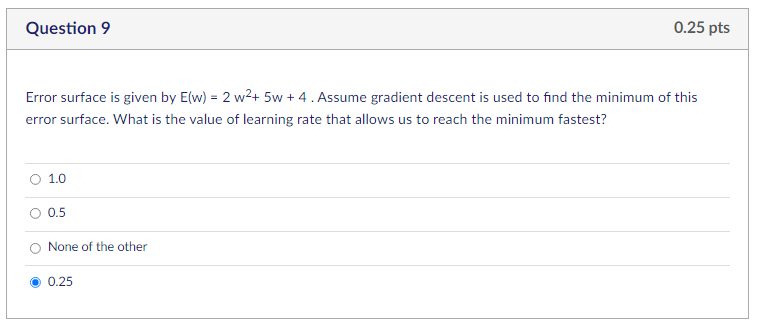 Question 9
0.25 pts
Error surface is given by E(w) = 2 w²+ 5w + 4 . Assume gradient descent is used to find the minimum of this
error surface. What is the value of learning rate that allows us to reach the minimum fastest?
1.0
0.5
None of the other
0.25